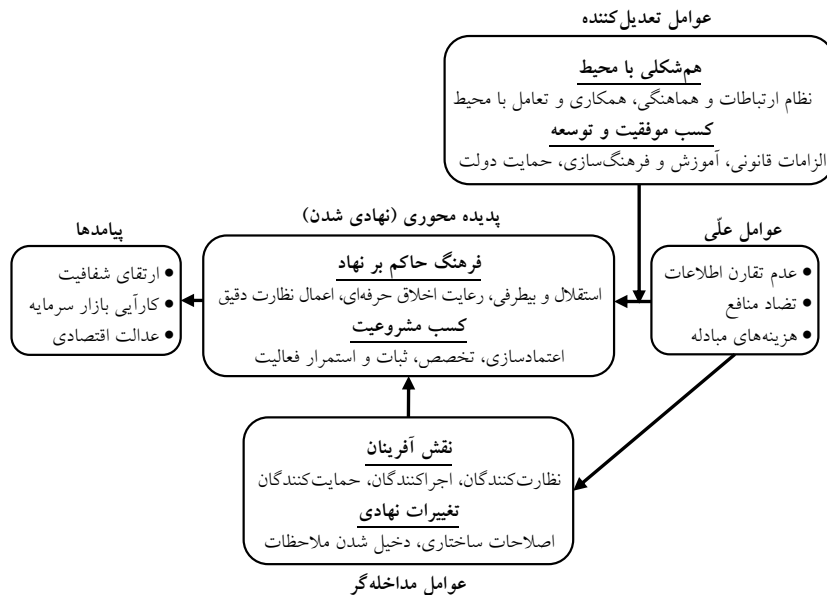 عوامل تعدیل‌کننده
هم‌شکلی با محیط
نظام ارتباطات و هماهنگی، همکاری و تعامل با محیط
کسب موفقیت و توسعه
الزامات قانونی، آموزش و فرهنگ‌سازی، حمایت دولت
عوامل علّی
• عدم تقارن اطلاعات
• تضاد منافع
• هزینه‌های مبادله
پدیده محوری (نهادی شدن)
فرهنگ حاکم بر نهاد
استقلال و بیطرفی، رعایت اخلاق حرفه‌ای، اعمال نظارت دقیق
کسب مشروعیت
اعتمادسازی، تخصص، ثبات و استمرار فعالیت
پیامدها
• ارتقای شفافیت
• کارآیی بازار سرمایه
• عدالت اقتصادی
نقش آفرینان
نظارت‌کنندگان، اجراکنندگان، حمایت‌کنندگان
تغییرات نهادی
اصلاحات ساختاری، دخیل شدن ملاحظات
عوامل مداخله‌گر